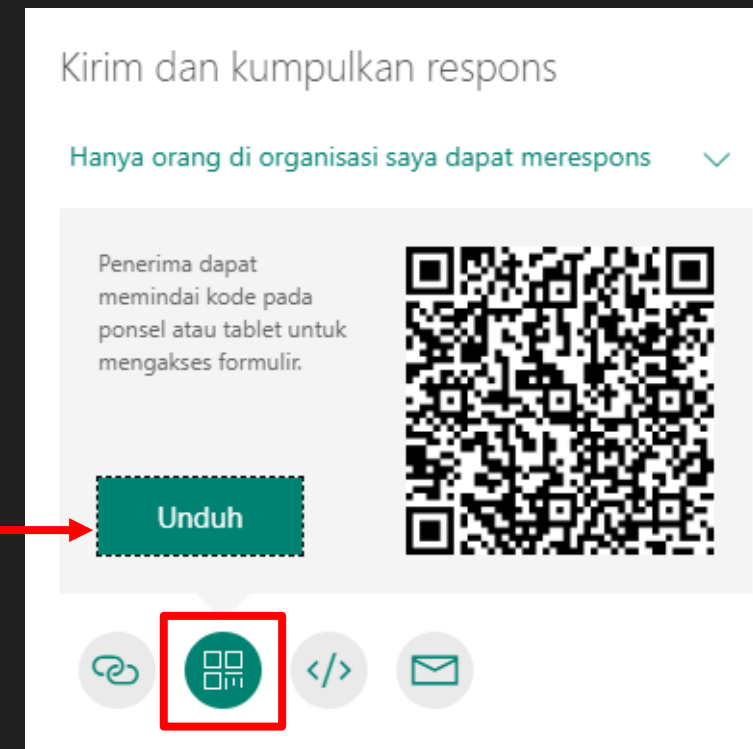 Kirim dan kumpulkan respons
Hanya orang di organisasi saya dapat merespons
Penerima dapat
memindai kode pada
ponsel atau tablet untuk
mengakses formulir.
Unduh